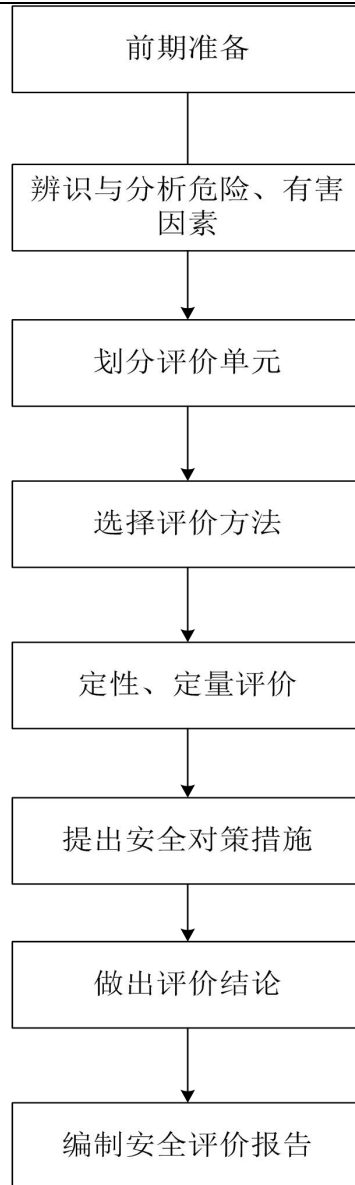 前期准备
辨识与分析危险、有害
因素
划分评价单元
选择评价方法
定性、定量评价
提出安全对策措施
做出评价结论
编制安全评价报告